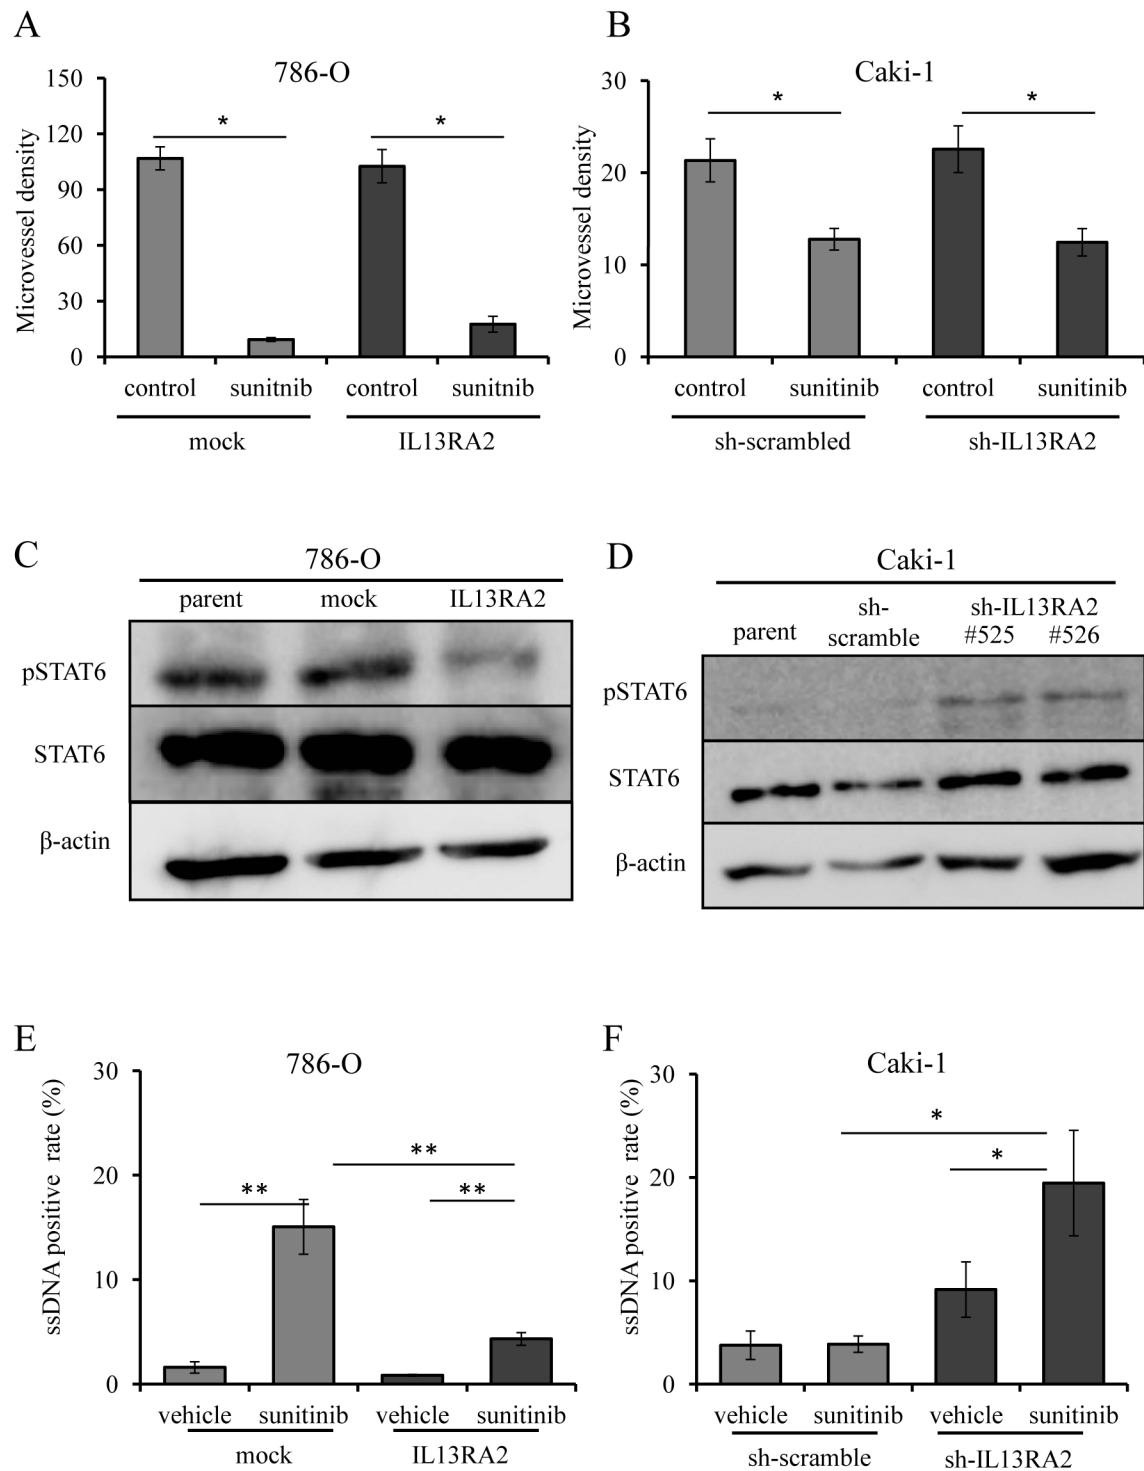 A
786-O
Microvessel density
150
120
90
60
30
0
*
*
control sunitnib control sunitnib
mock IL13RA2
B
Caki-1
Microvessel density
30
20
10
0
*
*
control sunitinib control sunitinib
sh-scrambled sh-IL13RA2
C
786-O
parent mock IL13RA2
pSTAT6
STAT6
β-actin
D
Caki-1
parent sh-scramble sh-IL13RA2
#525 #526
pSTAT6
STAT6
β-actin
E
786-O
ssDNA positive rate (%)
30
20
10
0
**
**
**
vehicle sunitinib vehicle sunitinib
mock IL13RA2
F
Caki-1
ssDNA positive rate (%)
30
20
10
0
*
*
vehicle sunitinib vehicle sunitinib
sh-scramble sh-IL13RA2